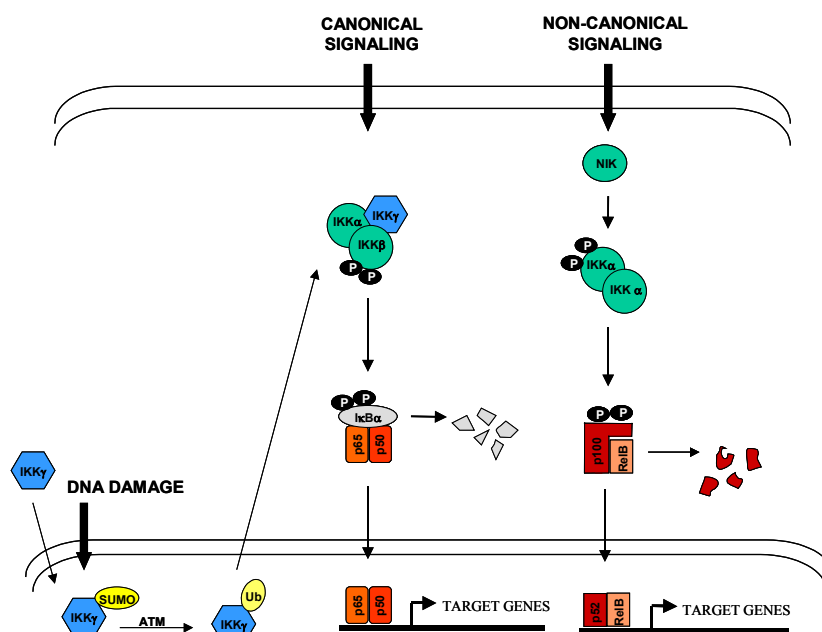 CANONICAL
SIGNALING
NON-CANONICAL
SIGNALING
NIK
IKKα
IKKγ
IKKβ
P
P
P
P
IKKα
IKK α
P
P
IκBα
p65
p50
P
P
p100
RelB
IKKγ
DNA DAMAGE
SUMO
IKKγ
ATM
Ub
IKKγ
p65
p50
TARGET GENES
p52
RelB
TARGET GENES